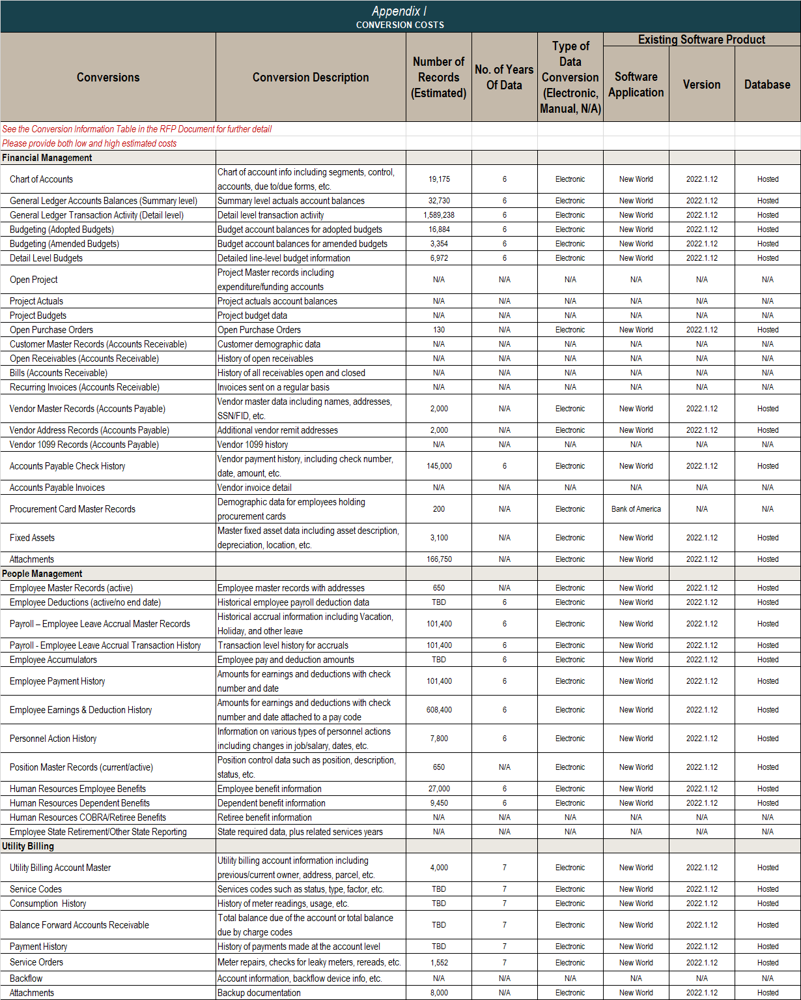 Appendix I
CONVERSION COSTS
Conversions Conversion Description Number of Records (Estimated) No. of Years Of Data Type of Data Conversion (Electronic, Manual, N/A) Existing Software Product Software Application Version Database
See the Conversion Information Table in the RFP Document for further detail
Please provide both low and high estimated costs
Financial Management
Chart of Accounts Chart of account info including segments, control, accounts, due to/due forms, etc. 19,175 6 Electronic New World 2022.1.12 Hosted
General Ledger Accounts Balances (Summary level) Summary level actuals account balances 32,730 6 Electronic New World 2022.1.12 Hosted
General Ledger Transaction Activity (Detail level) Detail level transaction activity 1,589,238 6 Electronic New World 2022.1.12 Hosted
Budgeting (Adopted Budgets) Budget account balances for adopted budgets 16,884 6 Electronic New World 2022.1.12 Hosted
Budgeting (Amended Budgets) Budget account balances for amended budgets 3,354 6 Electronic New World 2022.1.12 Hosted
Detail Level Budgets Detailed line-level budget information 6,972 6 Electronic New World 2022.1.12 Hosted
Open Project Project Master records including expenditure/funding accounts N/A N/A N/A N/A N/A N/A
Project Actuals Project actuals account balances N/A N/A N/A N/A N/A N/A
Project Budgets Project budget data N/A N/A N/A N/A N/A N/A
Open Purchase Orders Open Purchase Orders 130 N/A Electronic New World 2022.1.12 Hosted
Customer Master Records (Accounts Receivable) Customer demographic data N/A N/A N/A N/A N/A N/A
Open Receivables (Accounts Receivable) History of open receivables N/A N/A N/A N/A N/A N/A
Bills (Accounts Receivable) History of all receivables open and closed N/A N/A N/A N/A N/A N/A
Recurring Invoices (Accounts Receivable) Invoices sent on a regular basis N/A N/A N/A N/A N/A N/A
Vendor Master Records (Accounts Payable) Vendor master data including names, addresses, SSN/FID, etc. 2,000 N/A Electronic New World 2022.1.12 Hosted
Vendor Address Records (Accounts Payable) Additional vendor remit addresses 2,000 N/A Electronic New World 2022.1.12 Hosted
Vendor 1099 Records (Accounts Payable) Vendor 1099 history N/A N/A N/A N/A N/A N/A
Accounts Payable Check History Vendor payment history, including check number, date, amount, etc. 145,000 6 Electronic New World 2022.1.12 Hosted
Accounts Payable Invoices Vendor invoice detail N/A N/A N/A N/A N/A N/A
Procurement Card Master Records Demographic data for employees holding procurement cards 200 N/A Electronic Bank of America N/A N/A
Fixed Assets Master fixed asset data including asset description, depreciation, location, etc. 3,100 N/A Electronic New World 2022.1.12 Hosted
Attachments 166,750 N/A Electronic New World 2022.1.12 Hosted
People Management
Employee Master Records (active) Employee master records with addresses 650 N/A Electronic New World 2022.1.12 Hosted
Employee Deductions (active/no end date) Historical employee payroll deduction data TBD 6 Electronic New World 2022.1.12 Hosted
Payroll – Employee Leave Accrual Master Records Historical accrual information including Vacation, Holiday, and other leave 101,400 6 Electronic New World 2022.1.12 Hosted
Payroll - Employee Leave Accrual Transaction History Transaction level history for accruals 101,400 6 Electronic New World 2022.1.12 Hosted
Employee Accumulators Employee pay and deduction amounts TBD 6 Electronic New World 2022.1.12 Hosted
Employee Payment History Amounts for earnings and deductions with check number and date 101,400 6 Electronic New World 2022.1.12 Hosted
Employee Earnings & Deduction History Amounts for earnings and deductions with check number and date attached to a pay code 608,400 6 Electronic New World 2022.1.12 Hosted
Personnel Action History Information on various types of personnel actions including changes in job/salary, dates, etc. 7,800 6 Electronic New World 2022.1.12 Hosted
Position Master Records (current/active) Position control data such as position, description, status, etc. 650 N/A Electronic New World 2022.1.12 Hosted
Human Resources Employee Benefits Employee benefit information 27,000 6 Electronic New World 2022.1.12 Hosted
Human Resources Dependent Benefits Dependent benefit information 9,450 6 Electronic New World 2022.1.12 Hosted
Human Resources COBRA/Retiree Benefits Retiree benefit information N/A N/A N/A N/A N/A N/A
Employee State Retirement/Other State Reporting State required data, plus related services years N/A N/A N/A N/A N/A N/A
Utility Billing
Utility Billing Account Master Utility billing account information including previous/current owner, address, parcel, etc. 4,000 7 Electronic New World 2022.1.12 Hosted
Service Codes Services codes such as status, type, factor, etc. TBD 7 Electronic New World 2022.1.12 Hosted
Consumption History History of meter readings, usage, etc. TBD 7 Electronic New World 2022.1.12 Hosted
Balance Forward Accounts Receivable Total balance due of the account or total balance due by charge codes TBD 7 Electronic New World 2022.1.12 Hosted
Payment History History of payments made at the account level TBD 7 Electronic New World 2022.1.12 Hosted
Service Orders Meter repairs, checks for leaky meters, rereads, etc. 1,552 7 Electronic New World 2022.1.12 Hosted
Backflow Account information, backflow device info, etc. N/A N/A N/A N/A N/A N/A
Attachments Backup documentation 8,000 N/A Electronic New World 2022.1.12 Hosted